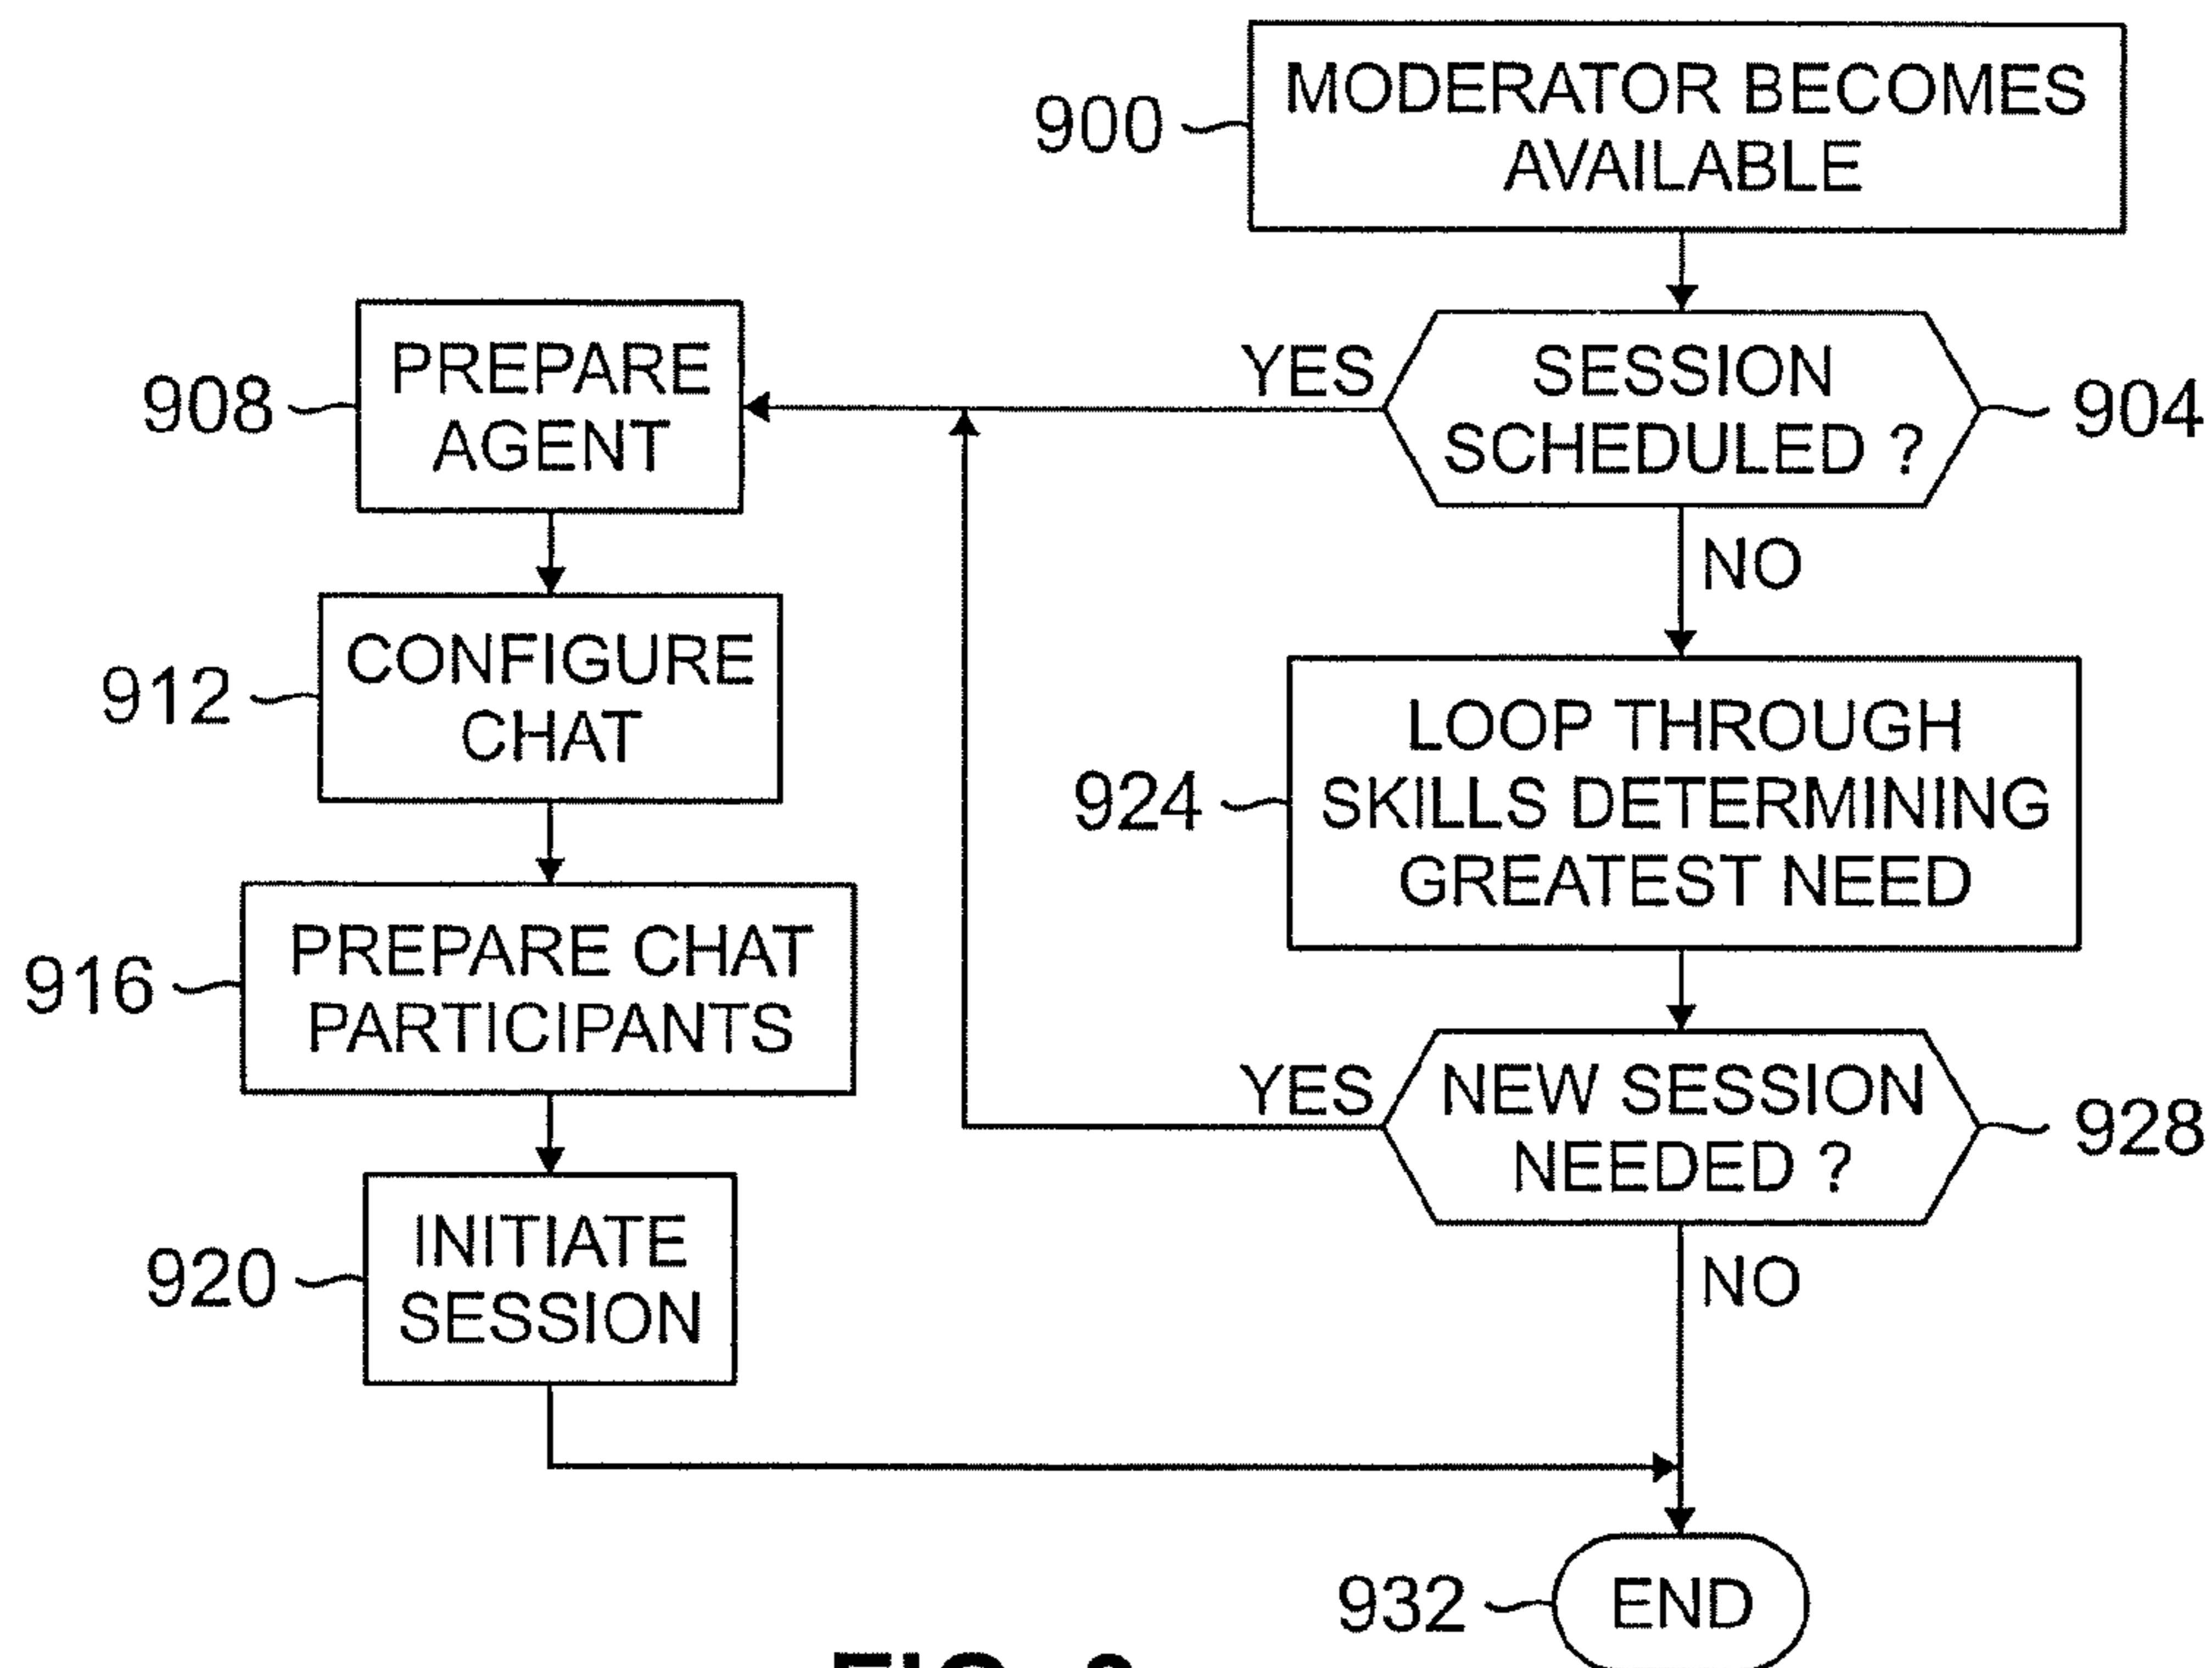 900
MODERATOR BECOMES
AVAILABLE
904
SESSION
SCHEDULED ?
YES
NO
908
PREPARE
AGENT
912
CONFIGURE
CHAT
916
PREPARE CHAT
PARTICIPANTS
920
INITIATE
SESSION
924
LOOP THROUGH
SKILLS DETERMINING
GREATEST NEED
928
NEW SESSION
NEEDED ?
YES
NO
932
END